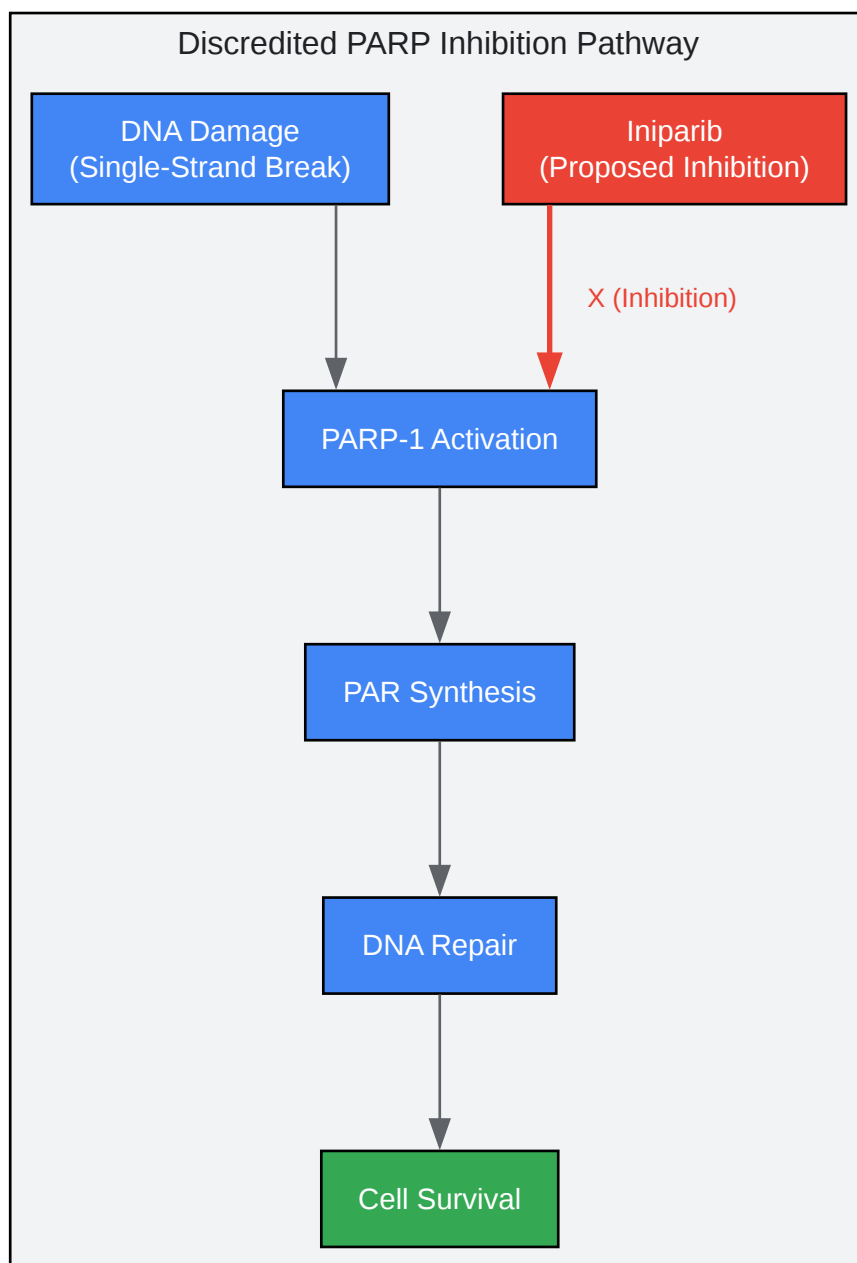 Discredited PARP Inhibition Pathway
DNA Damage
(Single-Strand Break)
Iniparib
(Proposed Inhibition)
X (Inhibition)
PARP-1 Activation
PAR Synthesis
DNA Repair
Cell Survival